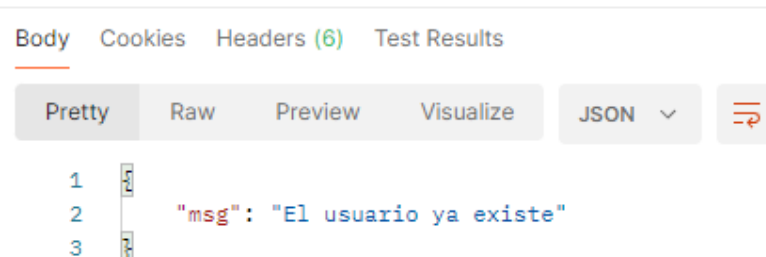 Body Cookies Headers (6) Test Results
Pretty Raw Preview Visualize JSON
1 {
2 "msg": "El usuario ya existe"
3 }